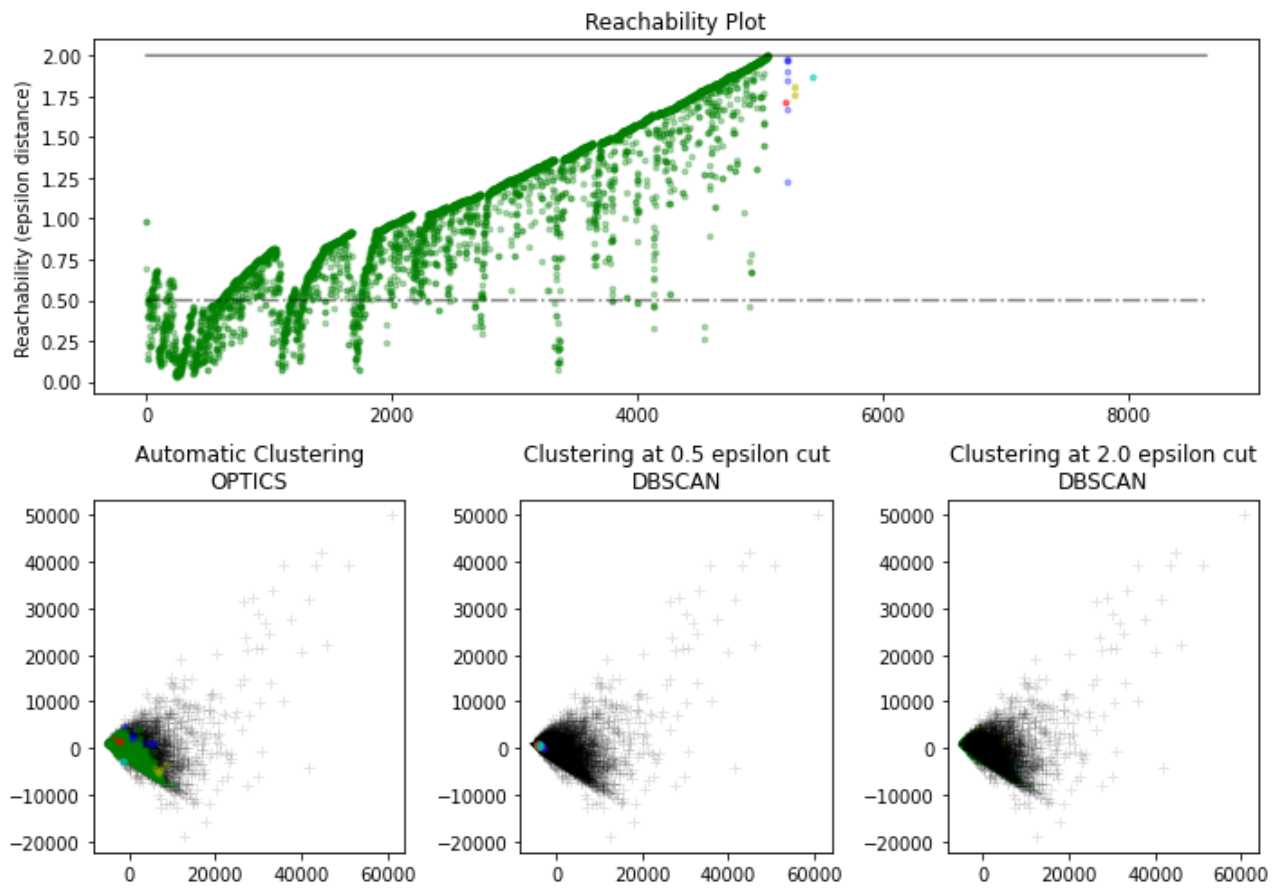 Reachability Plot
Reachability (epsilon distance)
2.00
1.75
1.50
1.25
1.00
0.75
0.50
0.25
0.00
0 2000 4000 6000 8000
Automatic Clustering
OPTICS
50000
40000
30000
20000
10000
0
−10000
−20000
0 20000 40000 60000
Clustering at 0.5 epsilon cut
DBSCAN
50000
40000
30000
20000
10000
0
−10000
−20000
0 20000 40000 60000
Clustering at 2.0 epsilon cut
DBSCAN
50000
40000
30000
20000
10000
0
−10000
−20000
0 20000 40000 60000